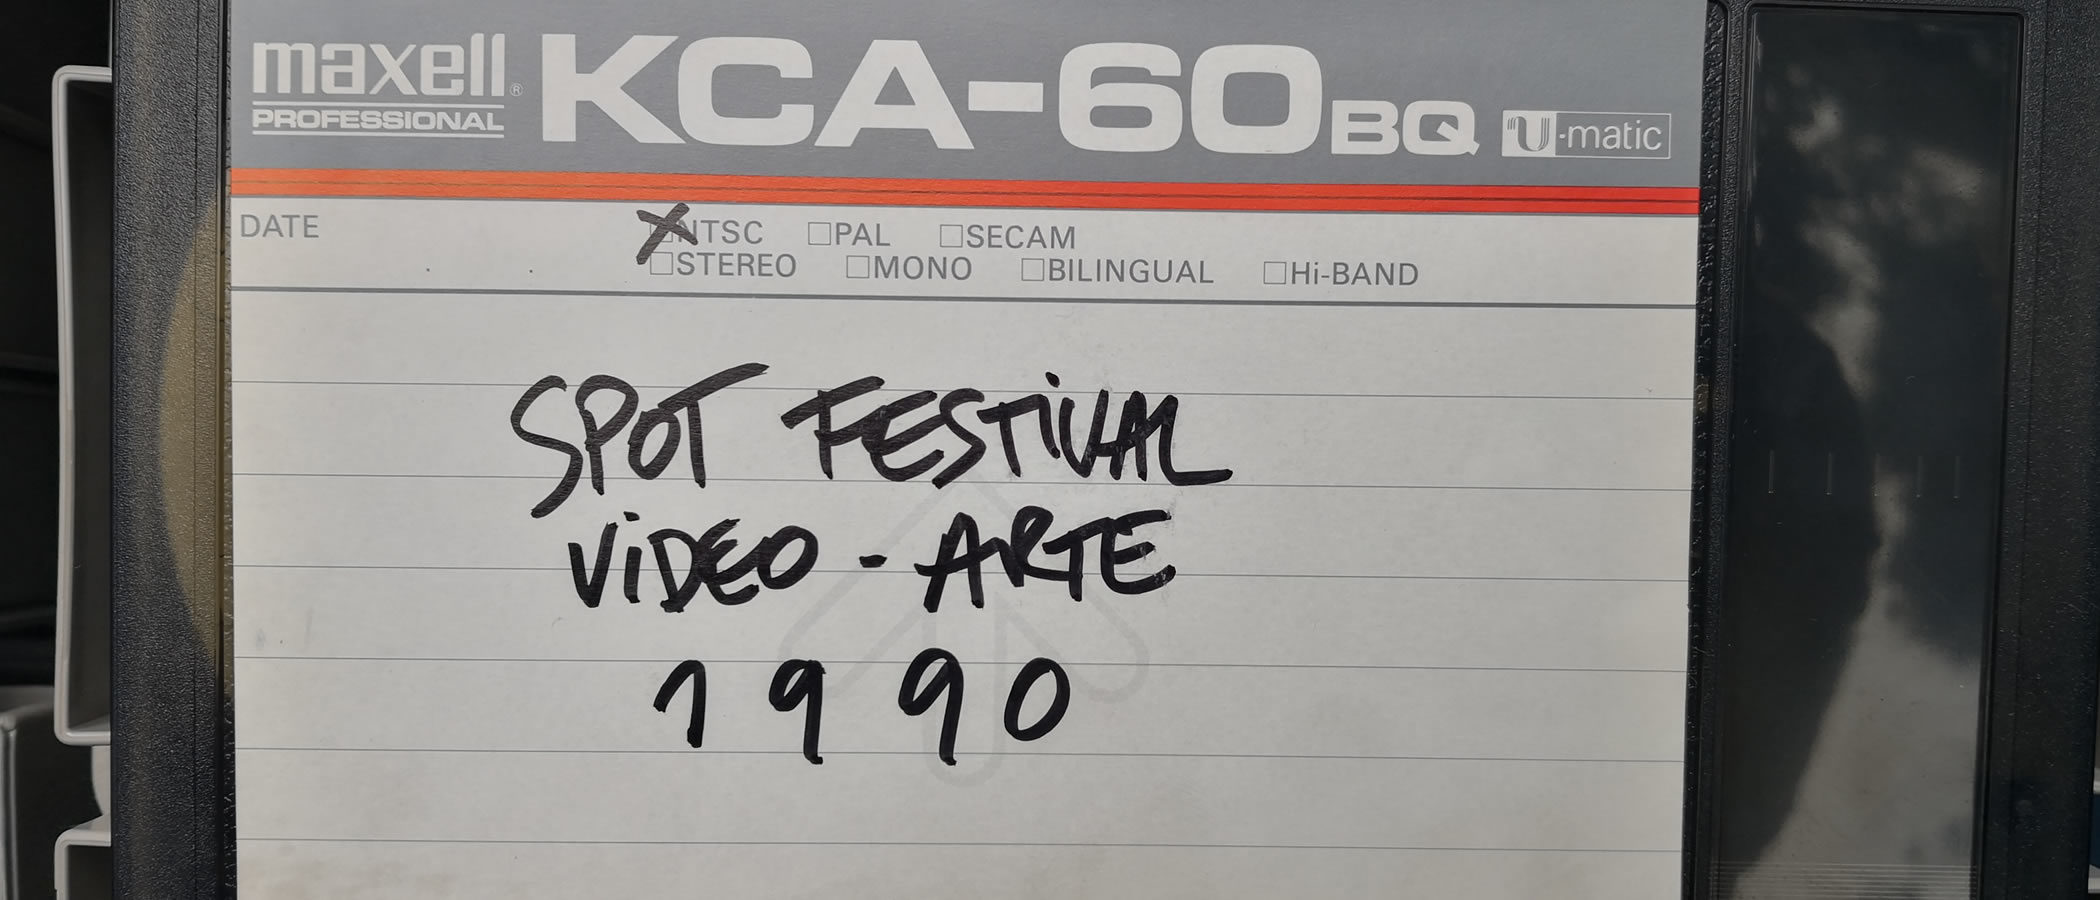 maxell® KCA-60BQ U-matic
PROFESSIONAL
DATE
NTSC PAL SECAM
STEREO MONO BILINGUAL Hi-BAND
SPOT FESTiVAL
ViDEO - ARTE
1990